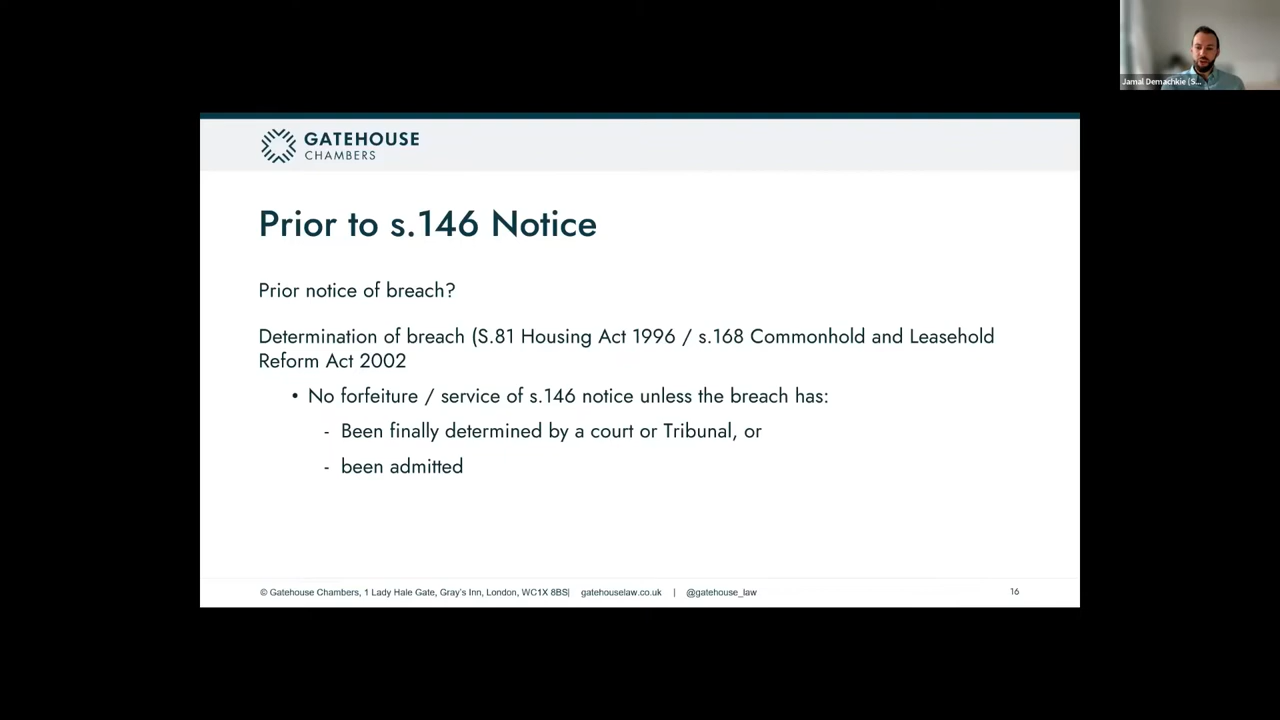 Jamal Demachkie (S...
GATEHOUSE
CHAMBERS
Prior to s.146 Notice
Prior notice of breach?
Determination of breach (S.81 Housing Act 1996 / s.168 Commonhold and Leasehold
Reform Act 2002
• No forfeiture / service of s.146 notice unless the breach has:
- Been finally determined by a court or Tribunal, or
- been admitted
© Gatehouse Chambers, 1 Lady Hale Gate, Gray's Inn, London, WC1X 8BS| gatehouselaw.co.uk | @gatehouse_law
16